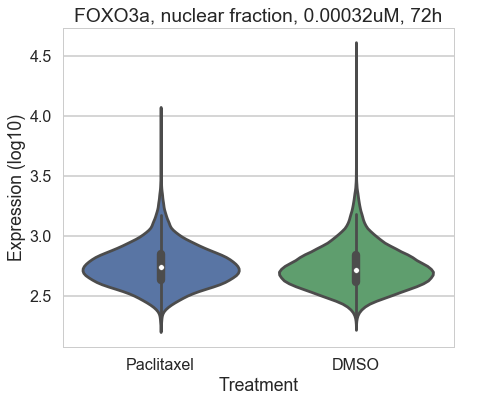 FOXO3a, nuclear fraction, 0.00032uM, 72h
4.5
4.0
3.5
3.0
2.5
Expression (log10)
Paclitaxel DMSO
Treatment